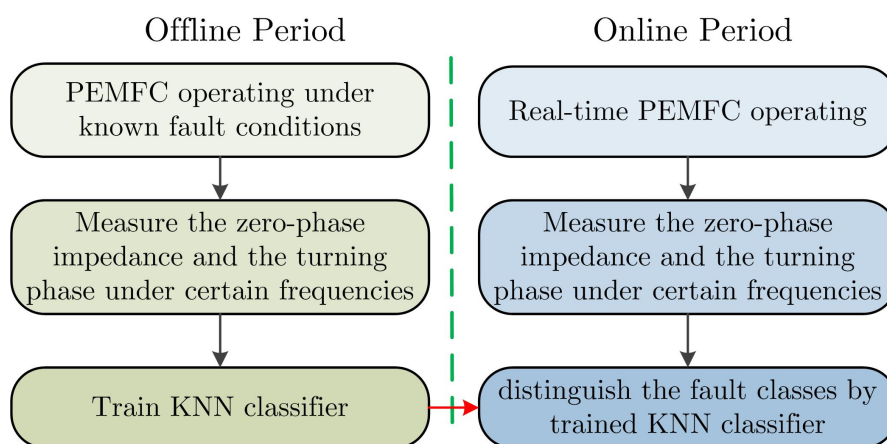 Offline Period
PEMFC operating under
known fault conditions
Measure the zero-phase
impedance and the turning
phase under certain frequencies
Train KNN classifier
Online Period
Real-time PEMFC operating
Measure the zero-phase
impedance and the turning
phase under certain frequencies
distinguish the fault classes by
trained KNN classifier